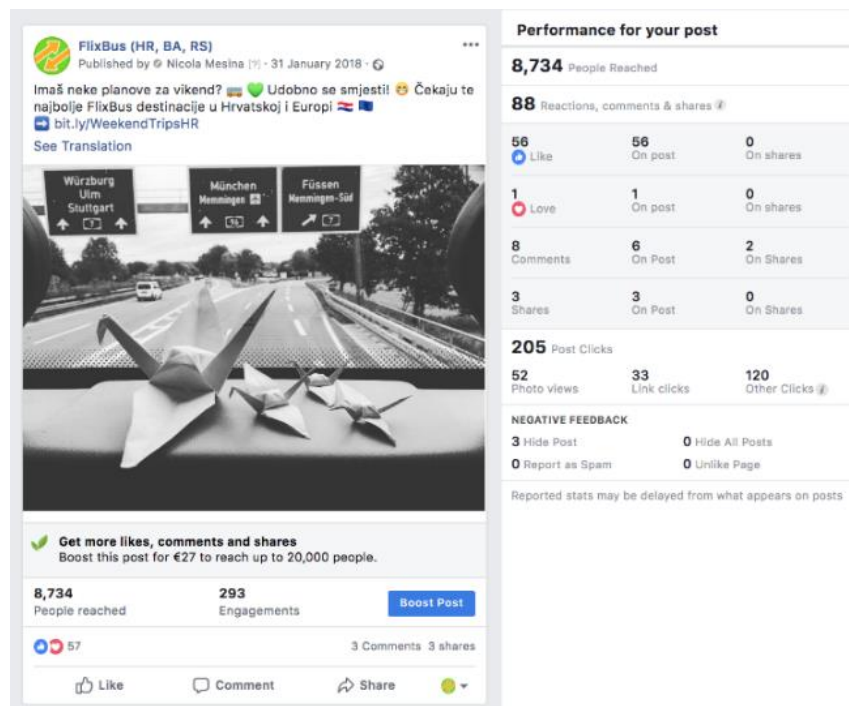 FlixBus (HR, BA, RS)
Published by Nicola Mesina [?] · 31 January 2018 ·
Imaš neke planove za vikend? 🚌 💚 Udobno se smjesti! 😁 Čekaju te
najbolje FlixBus destinacije u Hrvatskoj i Europi 🇭🇷 🇪🇺
➡️ bit.ly/WeekendTripsHR
See Translation
Würzburg
Ulm
Stuttgart
7
München
Memmingen
96
Füssen
Memmingen-Süd
7
Get more likes, comments and shares
Boost this post for €27 to reach up to 20,000 people.
8,734 293
People reached Engagements
Boost Post
57 3 Comments 3 shares
Like Comment Share
Performance for your post
8,734 People Reached
88 Reactions, comments & shares
56 56 0
Like On post On shares
1 1 0
Love On post On shares
8 6 2
Comments On Post On Shares
3 3 0
Shares On Post On Shares
205 Post Clicks
52 33 120
Photo views Link clicks Other Clicks
NEGATIVE FEEDBACK
3 Hide Post 0 Hide All Posts
0 Report as Spam 0 Unlike Page
Reported stats may be delayed from what appears on posts